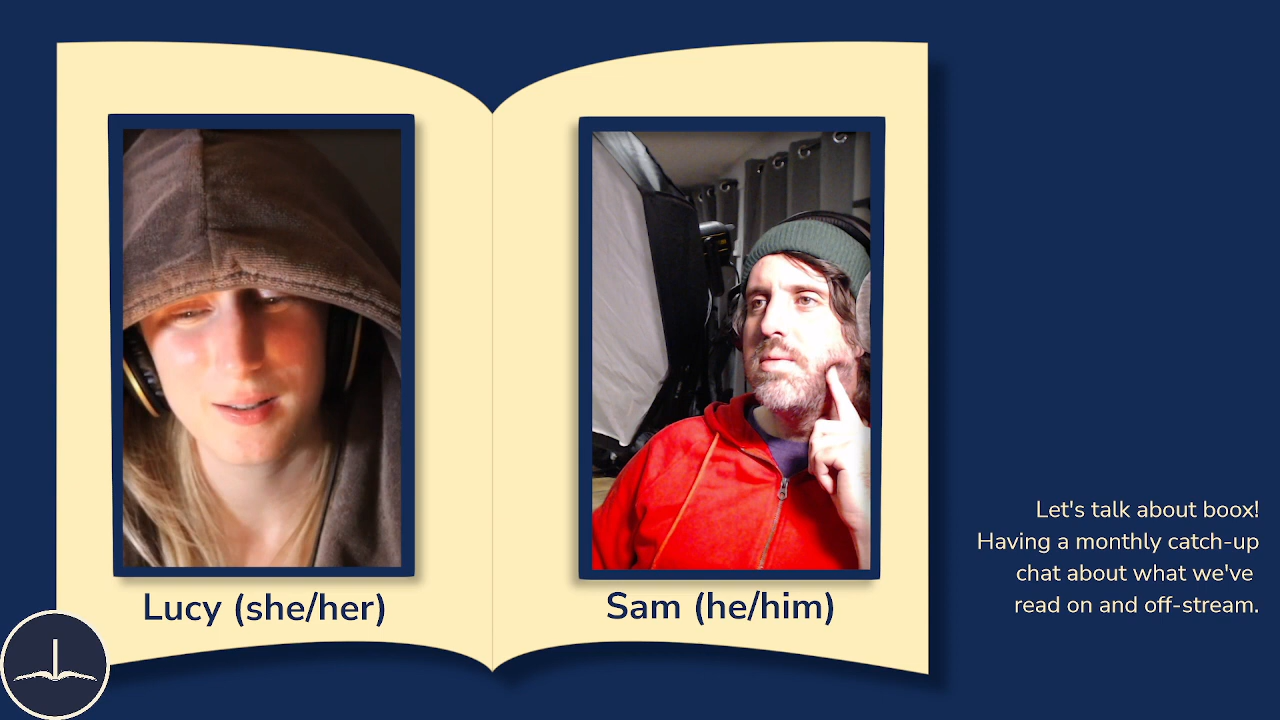 Lucy (she/her)
Sam (he/him)
Let's talk about boox!
Having a monthly catch-up
chat about what we've
read on and off-stream.